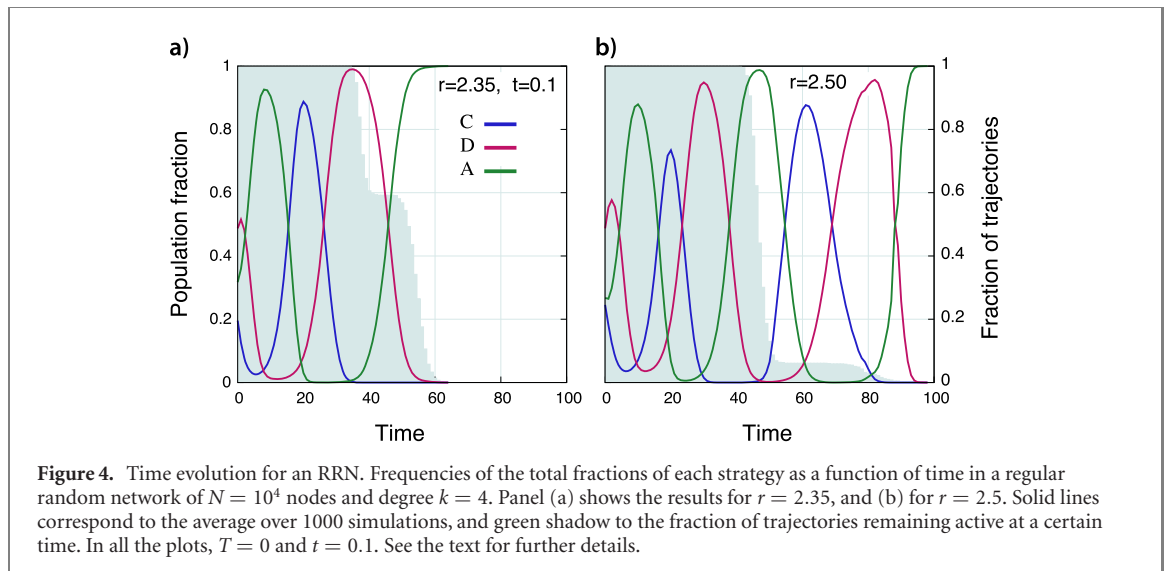 a)
b)
1
0.8
0.6
0.4
0.2
0
Population fraction
r=2.35, t=0.1
C
D
A
0 20 40 60 80 100
Time
r=2.50
1
0.8
0.6
0.4
0.2
0
Fraction of trajectories
0 20 40 60 80 100
Time
Figure 4. Time evolution for an RRN. Frequencies of the total fractions of each strategy as a function of time in a regular
random network of N = 10⁴ nodes and degree k = 4. Panel (a) shows the results for r = 2.35, and (b) for r = 2.5. Solid lines
correspond to the average over 1000 simulations, and green shadow to the fraction of trajectories remaining active at a certain
time. In all the plots, T = 0 and t = 0.1. See the text for further details.